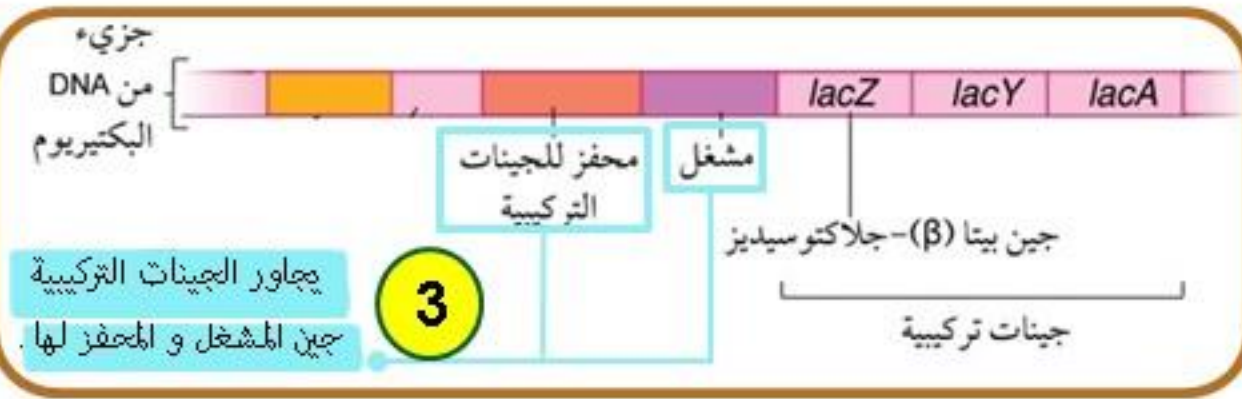 جزيء
من DNA
البكتيريوم
lacZ lacY lacA
محفز للجينات
التركيبية
مشغل
جين بيتا (β)-جلاكتوسيديز
جينات تركيبية
3
يجاور الجينات التركيبية
جين المشغل و المحفز لها .